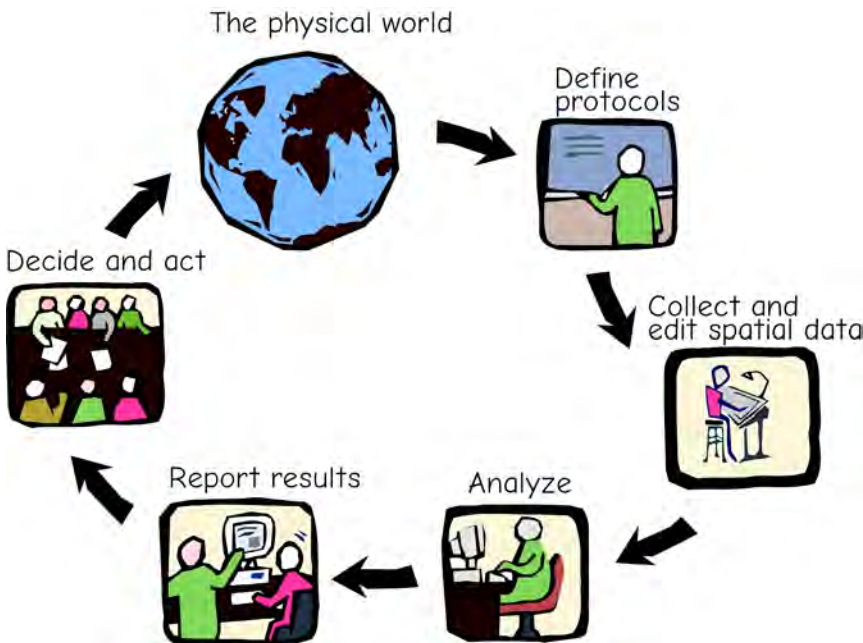 The physical world
Define
protocols
Collect and
edit spatial data
Analyze
Report results
Decide and act